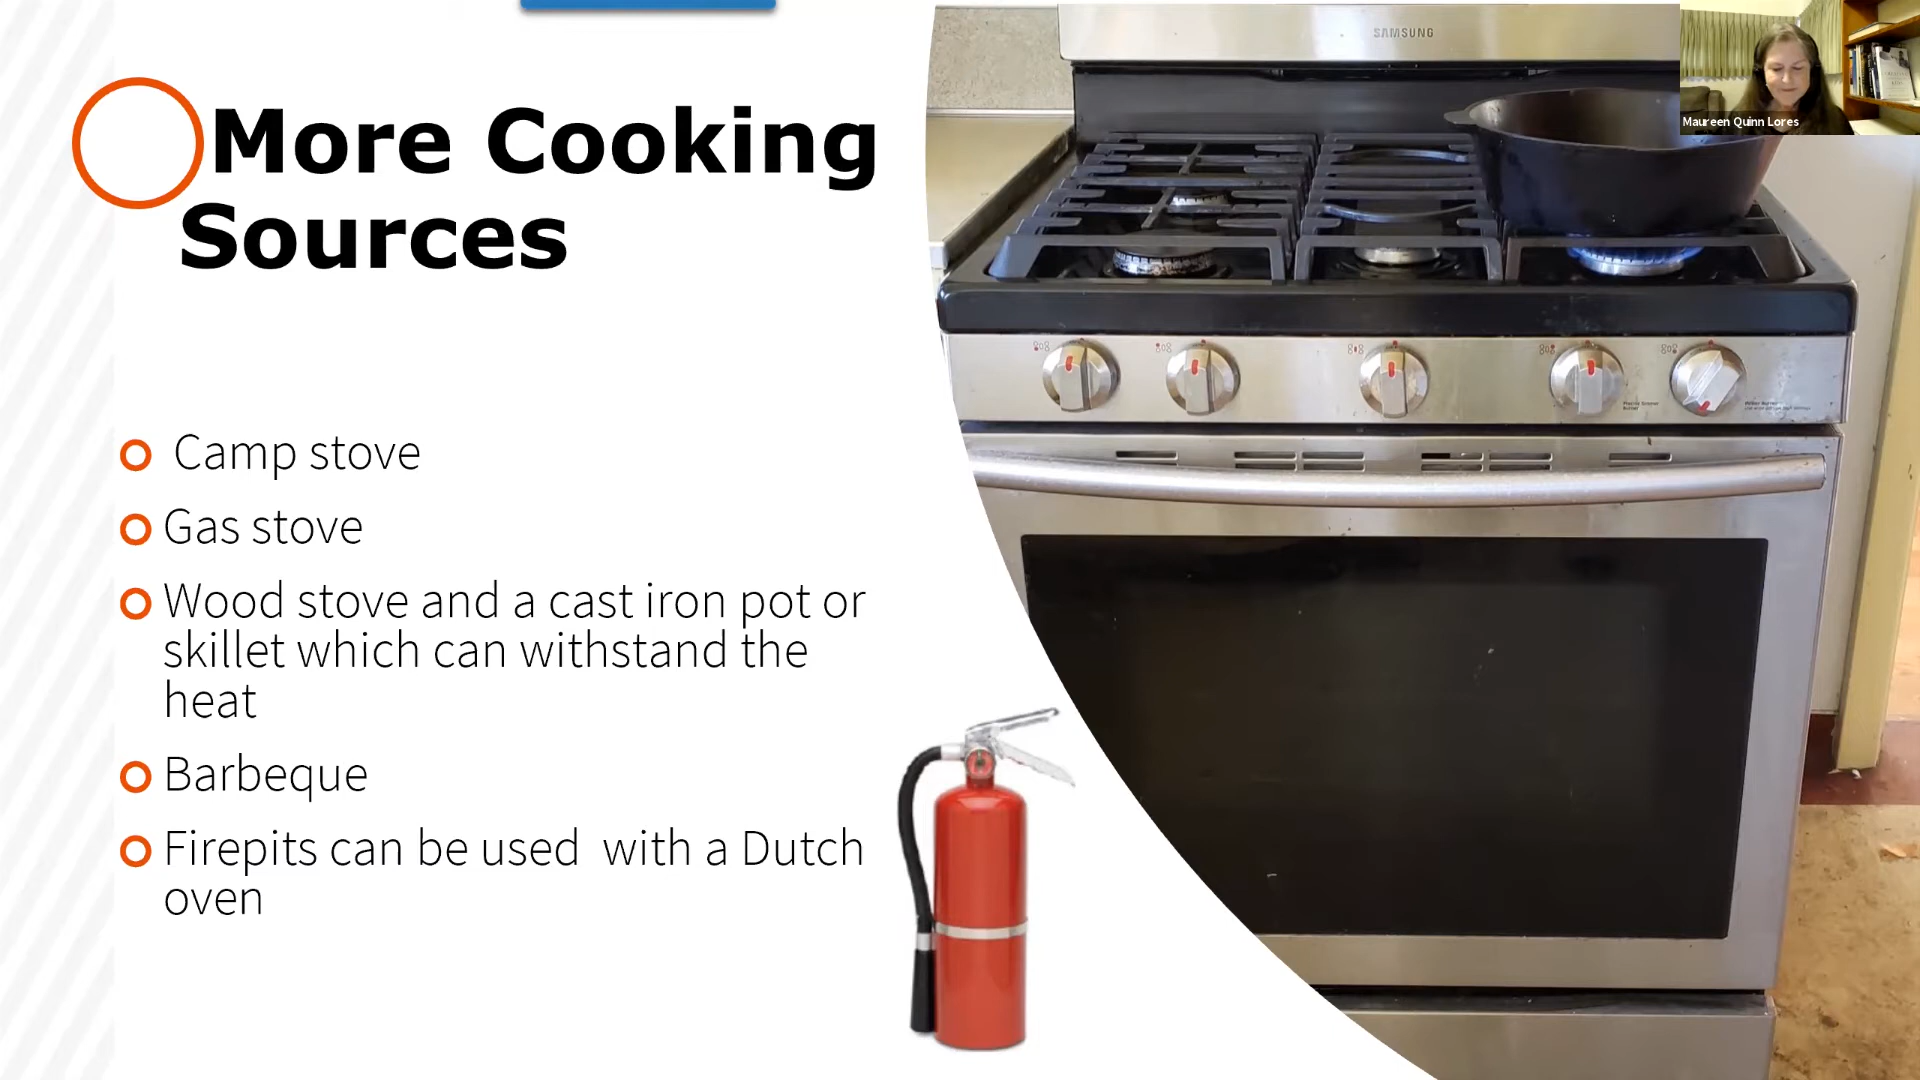 More Cooking
Sources
Camp stove
Gas stove
Wood stove and a cast iron pot or
skillet which can withstand the
heat
Barbeque
Firepits can be used with a Dutch
oven
SAMSUNG
Maureen Quinn Lores